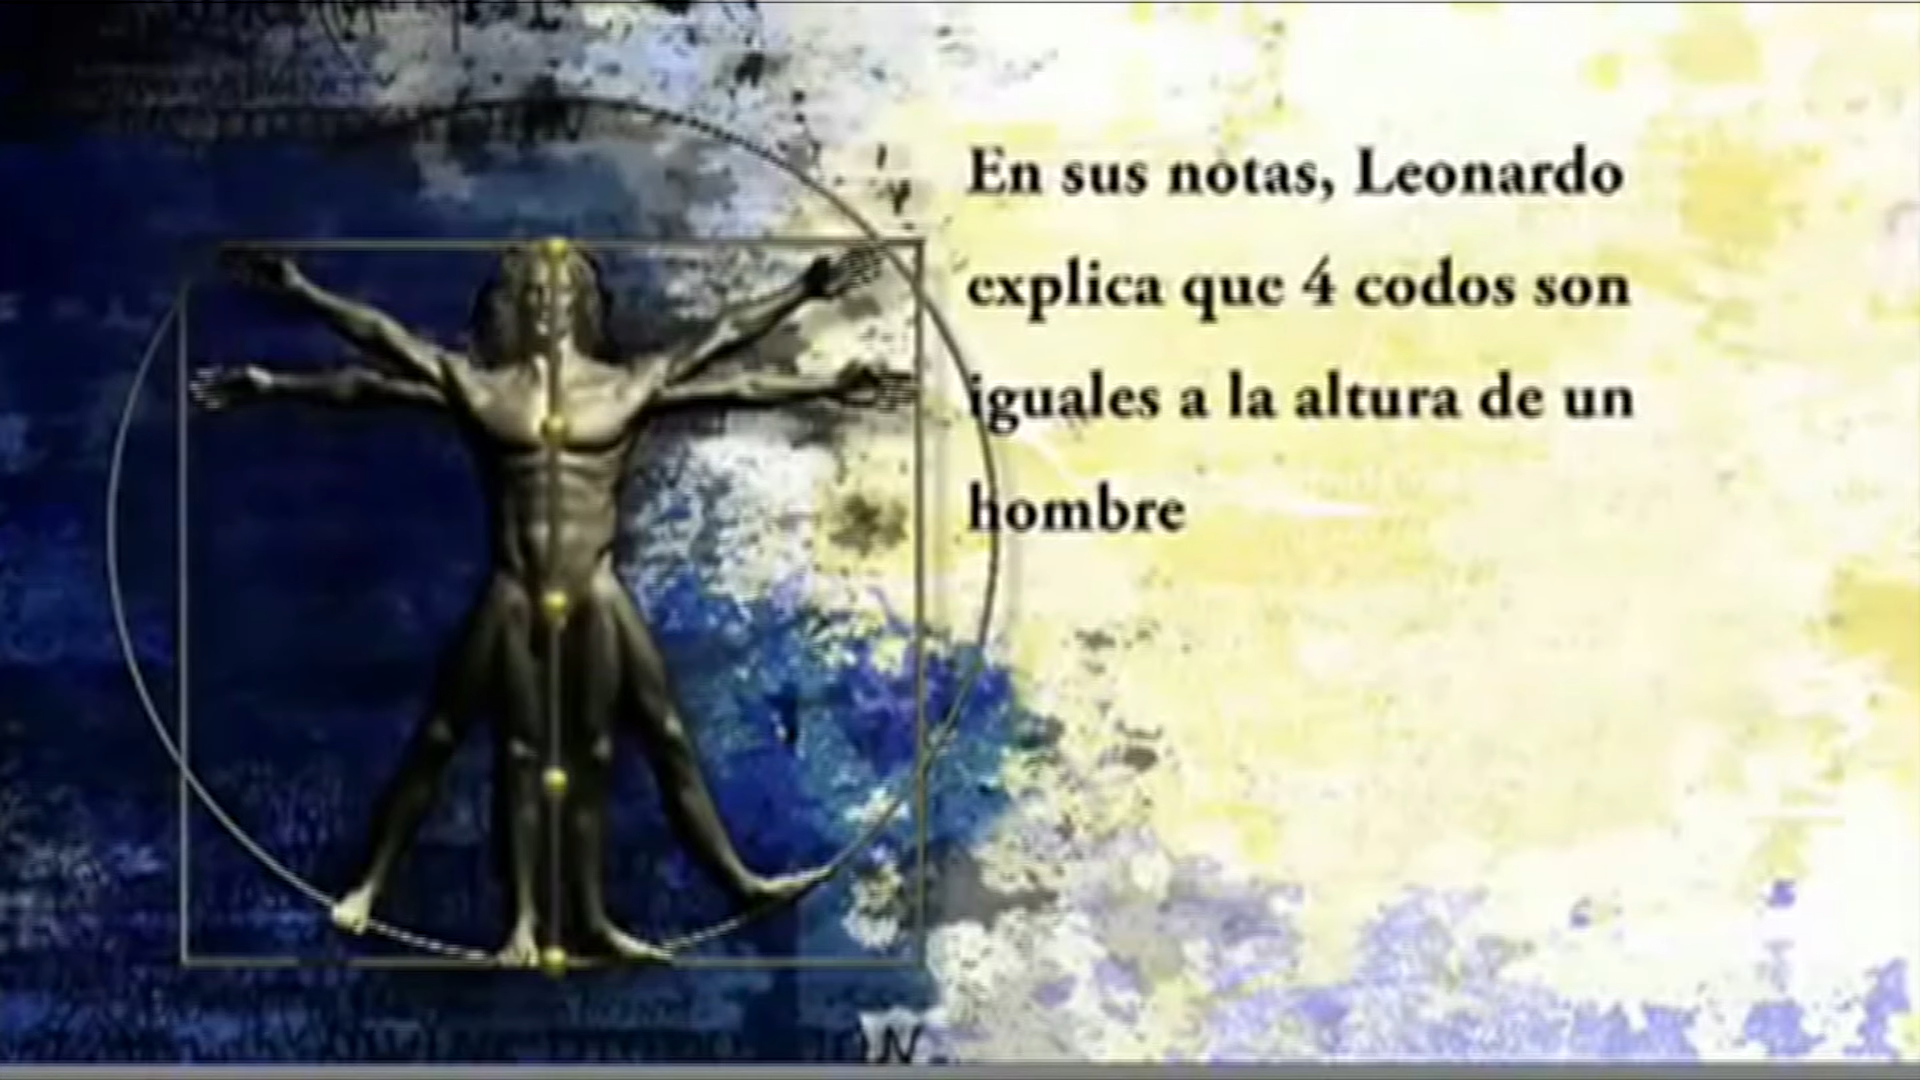 En sus notas, Leonardo
explica que 4 codos son
iguales a la altura de un
hombre